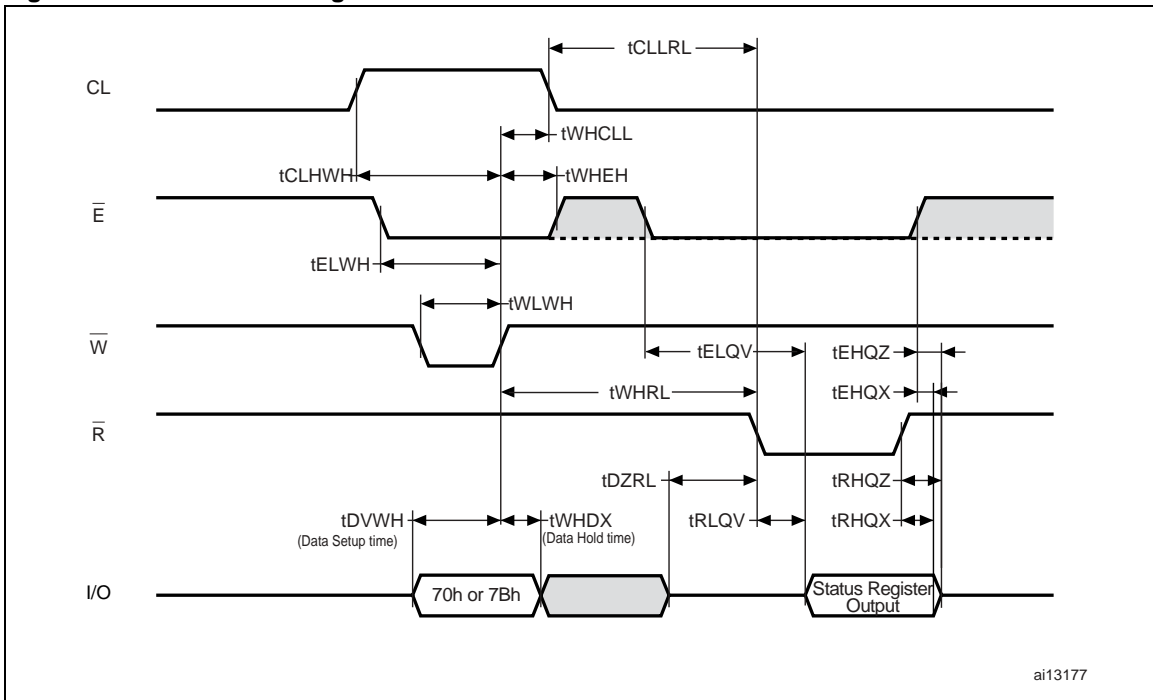 tCLLRL
CL
tWHCLL
tCLHWH
tWHEH
E
tELWH
tWLWH
W
tELQV
tEHQZ
tWHRL
tEHQX
R
tDZRL
tRHQZ
tDVWH
(Data Setup time)
tWHDX
(Data Hold time)
tRLQV
tRHQX
I/O
70h or 7Bh
Status Register
Output
ai13177